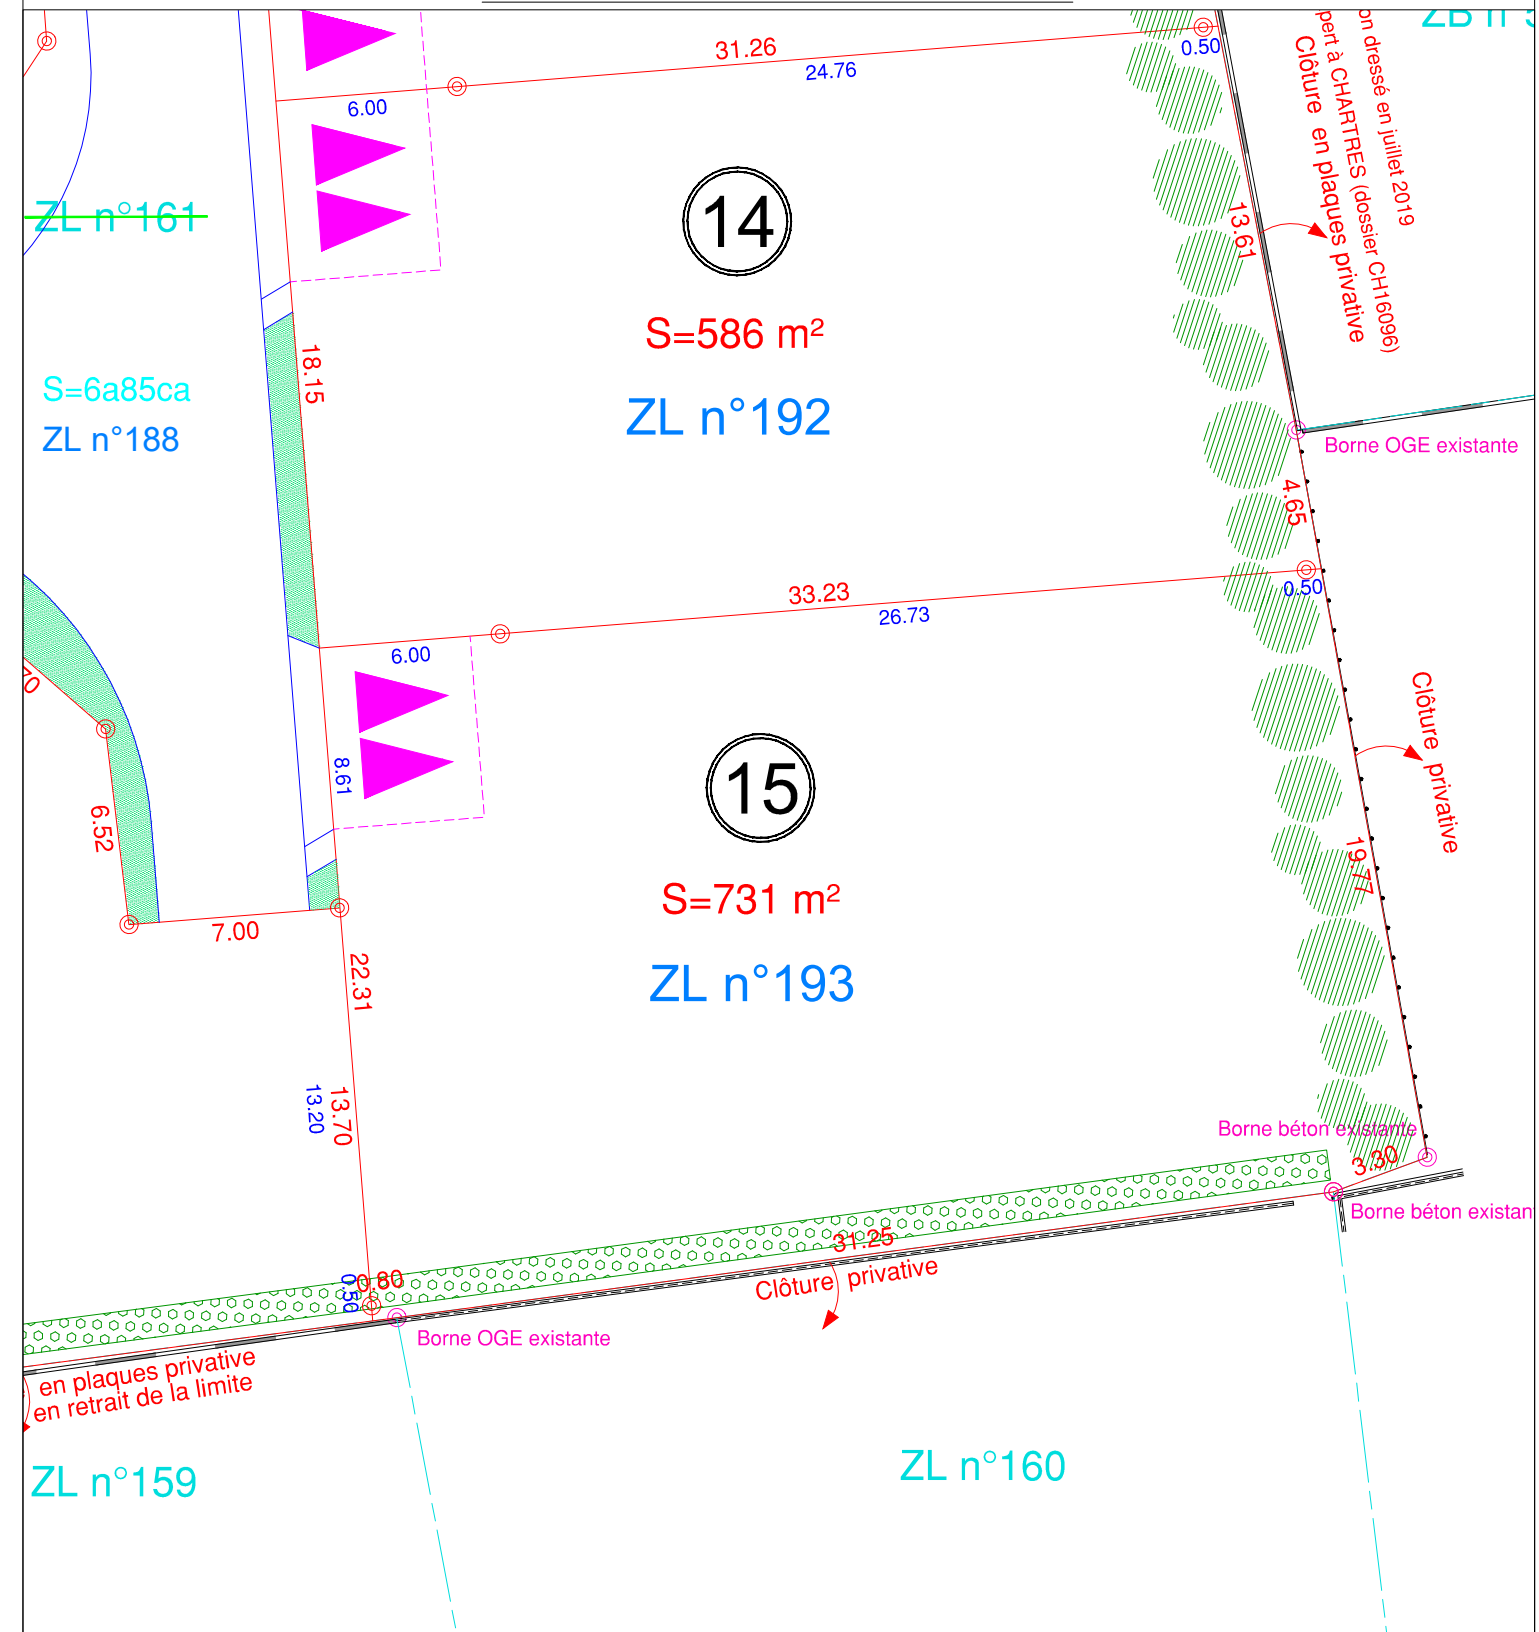 31.26
24.76
0.50
6.00
on dressé en juillet 2019
pert à CHARTRES (dossier CH16096)
Clôture en plaques privative
ZL n°161
14
13.61
S=586 m²
18.15
S=6a85ca
ZL n°192
ZL n°188
Borne OGE existante
4.65
33.23
26.73
0.50
6.00
70
Clôture privative
8.61
15
6.52
19.77
S=731 m²
7.00
22.31
ZL n°193
13.70
13.20
Borne béton existante
3.30
Borne béton existan
31.25
0.80
0.50
Clôture privative
Borne OGE existante
en plaques privative
en retrait de la limite
ZL n°159
ZL n°160